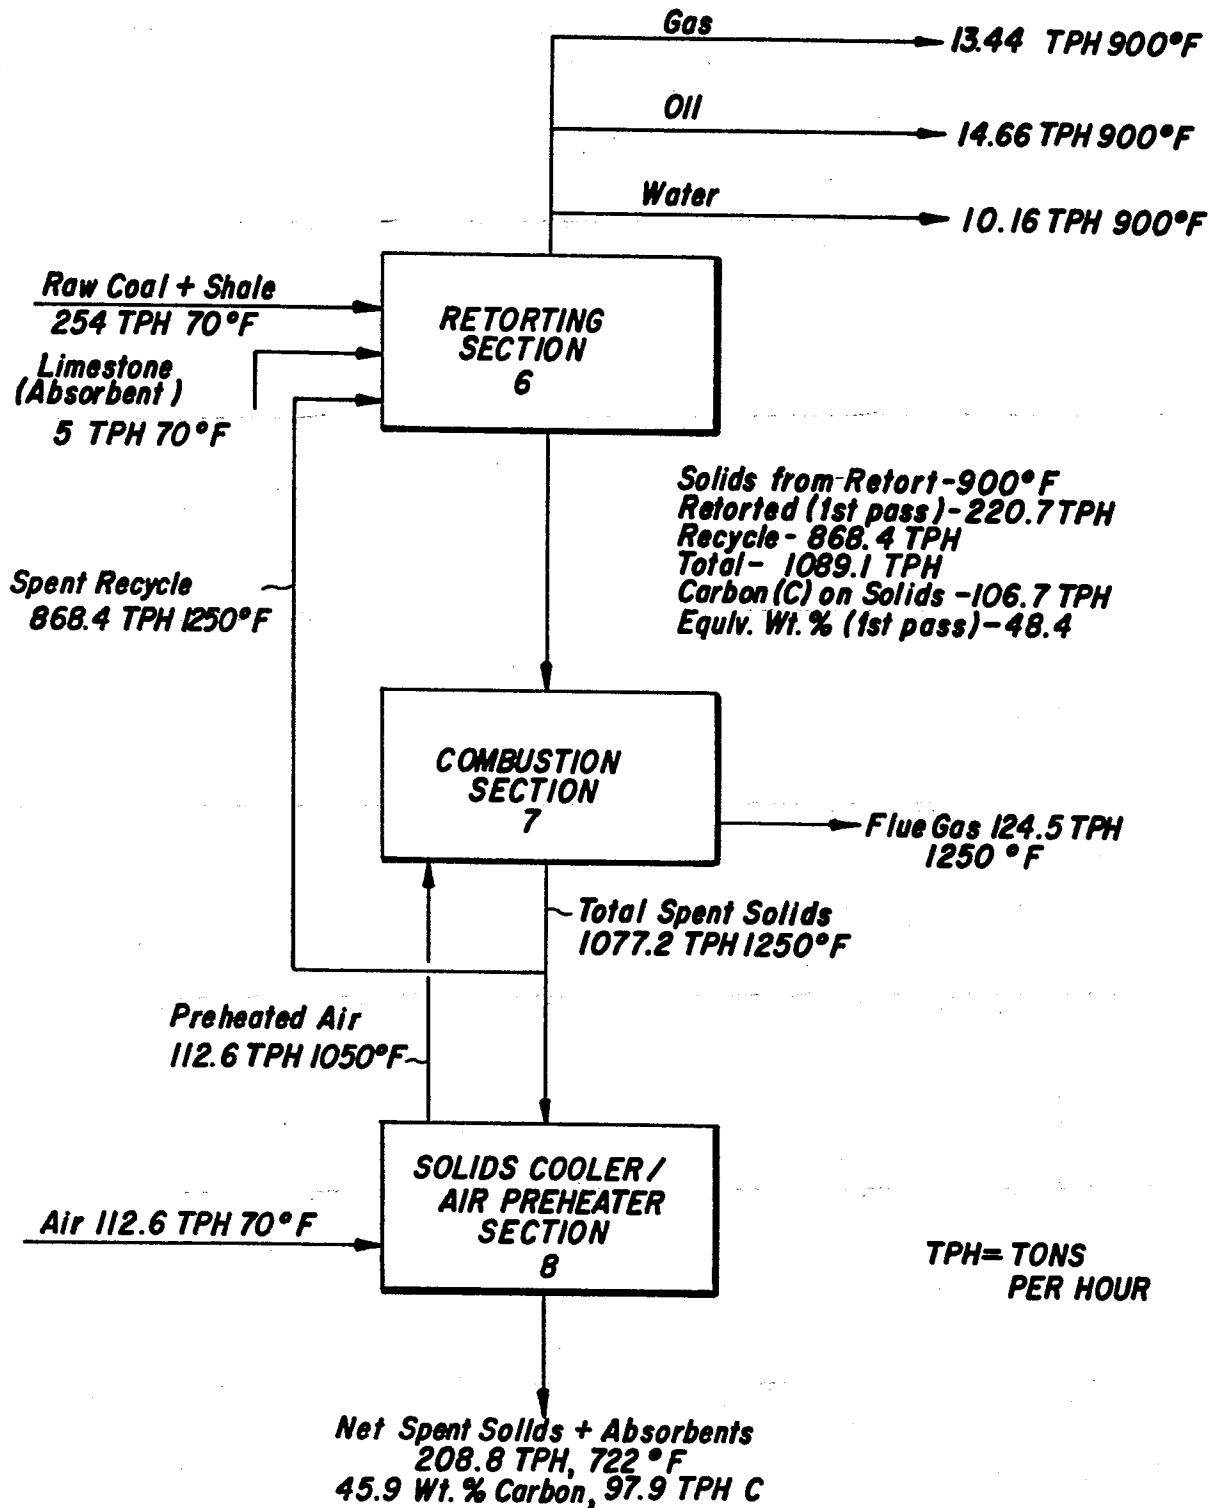 Gas
13.44 TPH 900°F
Oil
14.66 TPH 900°F
Water
10.16 TPH 900°F
Raw Coal + Shale
254 TPH 70°F
Limestone
(Absorbent)
5 TPH 70°F
RETORTING
SECTION
6
Solids from Retort-900°F
Retorted (1st pass)-220.7 TPH
Recycle- 868.4 TPH
Total- 1089.1 TPH
Carbon (C) on Solids -106.7 TPH
Equiv. Wt. % (1st pass)-48.4
Spent Recycle
868.4 TPH 1250°F
COMBUSTION
SECTION
7
Flue Gas 124.5 TPH
1250 °F
Total Spent Solids
1077.2 TPH 1250°F
Preheated Air
112.6 TPH 1050°F
SOLIDS COOLER/
AIR PREHEATER
SECTION
8
Air 112.6 TPH 70°F
TPH= TONS
PER HOUR
Net Spent Solids + Absorbents
208.8 TPH, 722 °F
45.9 Wt. % Carbon, 97.9 TPH C